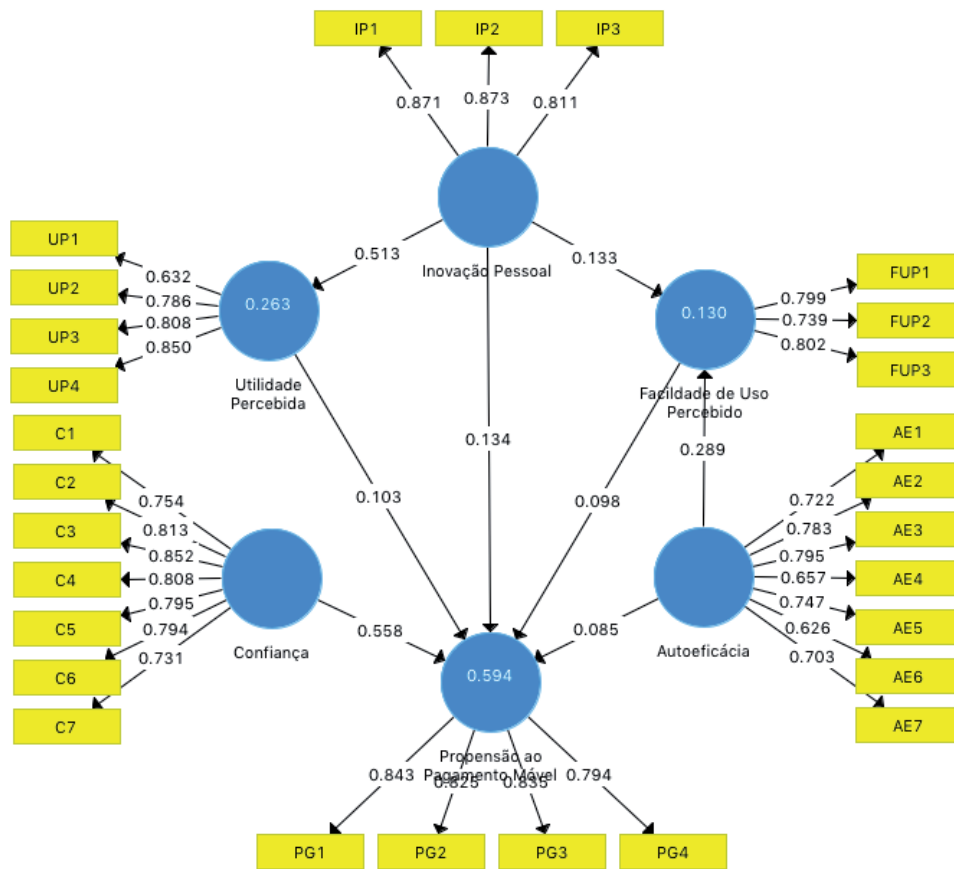 IP1
IP2
IP3
0.871
0.873
0.811
Inovação Pessoal
0.513
0.133
0.134
UP1
UP2
UP3
UP4
0.632
0.786
0.808
0.850
0.263
Utilidade
Percebida
0.103
FUP1
FUP2
FUP3
0.799
0.739
0.802
0.130
Facildade de Uso
Percebido
0.098
0.289
C1
C2
C3
C4
C5
C6
C7
0.754
0.813
0.852
0.808
0.795
0.794
0.731
Confiança
0.558
AE1
AE2
AE3
AE4
AE5
AE6
AE7
0.722
0.783
0.795
0.657
0.747
0.626
0.703
Autoeficácia
0.085
0.594
Propensão ao
Pagamento Móvel
0.843
0.825
0.835
0.794
PG1
PG2
PG3
PG4